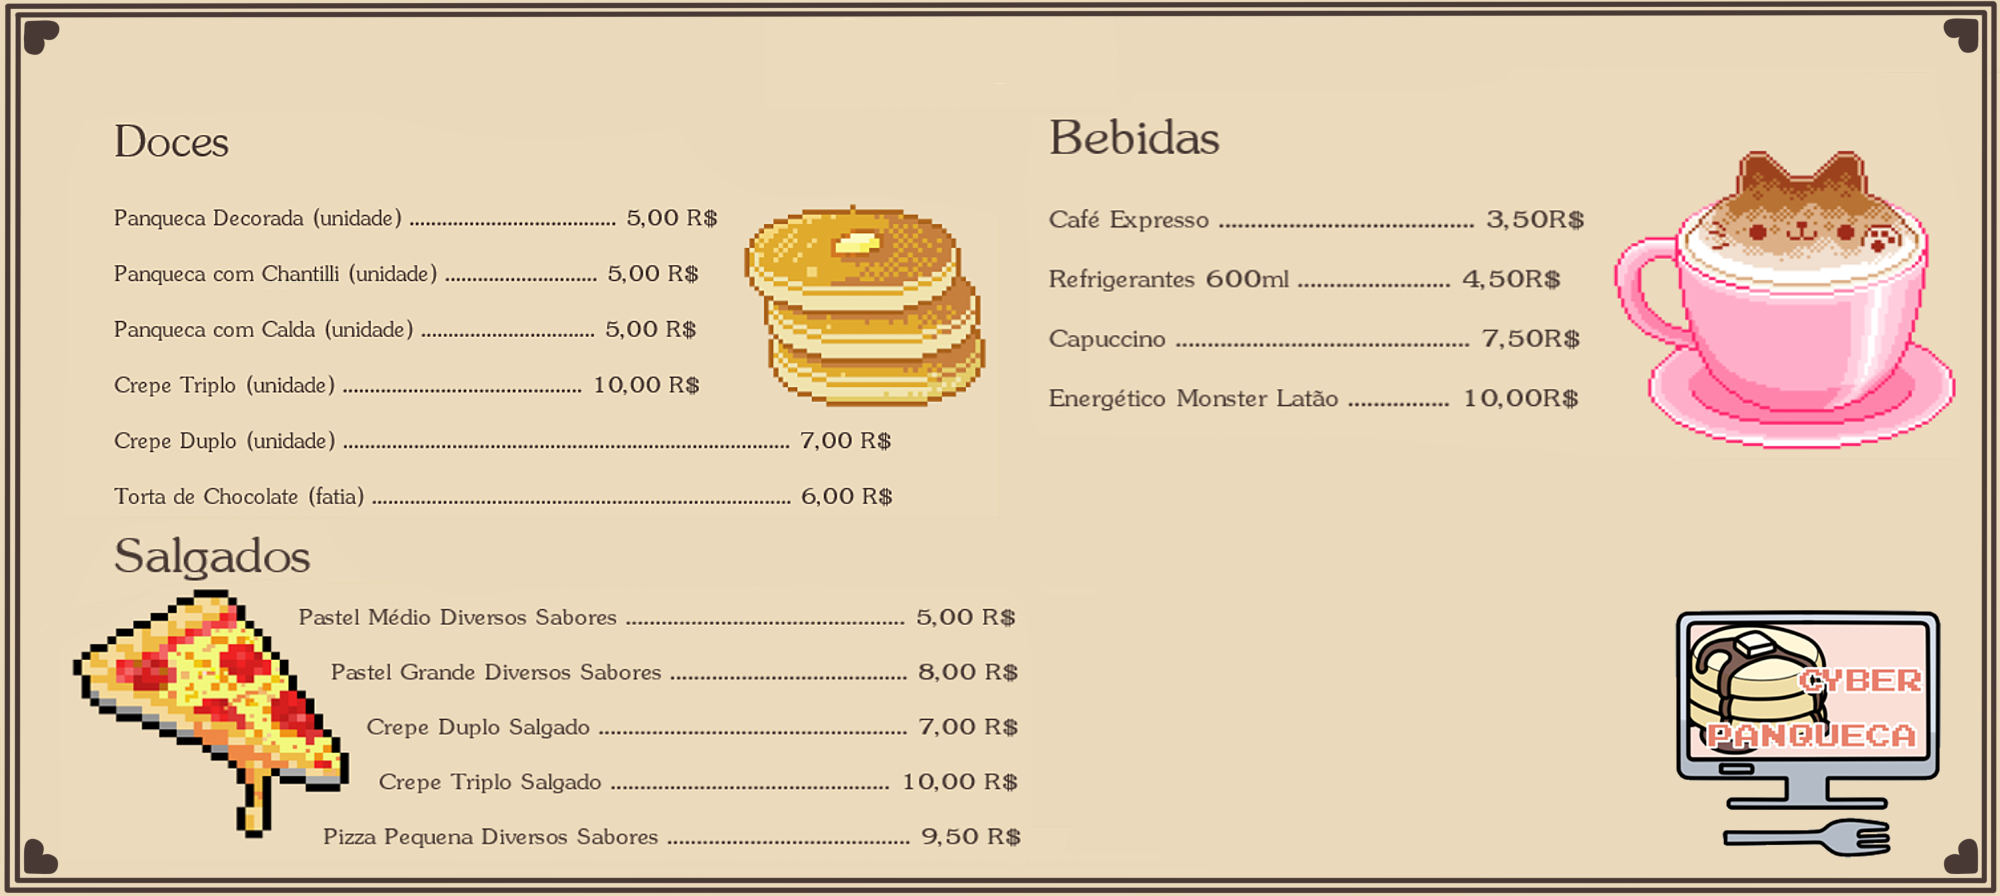 Doces
Panqueca Decorada (unidade) .................................................. 5,00 R$
Panqueca com Chantilli (unidade) ..................................... 5,00 R$
Panqueca com Calda (unidade) .......................................... 5,00 R$
Crepe Triplo (unidade) .......................................................... 10,00 R$
Crepe Duplo (unidade) ............................................................................................................. 7,00 R$
Torta de Chocolate (fatia) ...................................................................................................... 6,00 R$
Salgados
Pastel Médio Diversos Sabores ............................................................ 5,00 R$
Pastel Grande Diversos Sabores ................................................... 8,00 R$
Crepe Duplo Salgado .................................................................. 7,00 R$
Crepe Triplo Salgado ............................................................ 10,00 R$
Pizza Pequena Diversos Sabores .................................................... 9,50 R$
Bebidas
Café Expresso ...................................................... 3,50R$
Refrigerantes 600ml ................................ 4,50R$
Capuccino .............................................................. 7,50R$
Energético Monster Latão ..................... 10,00R$
CYBER
PANQUECA